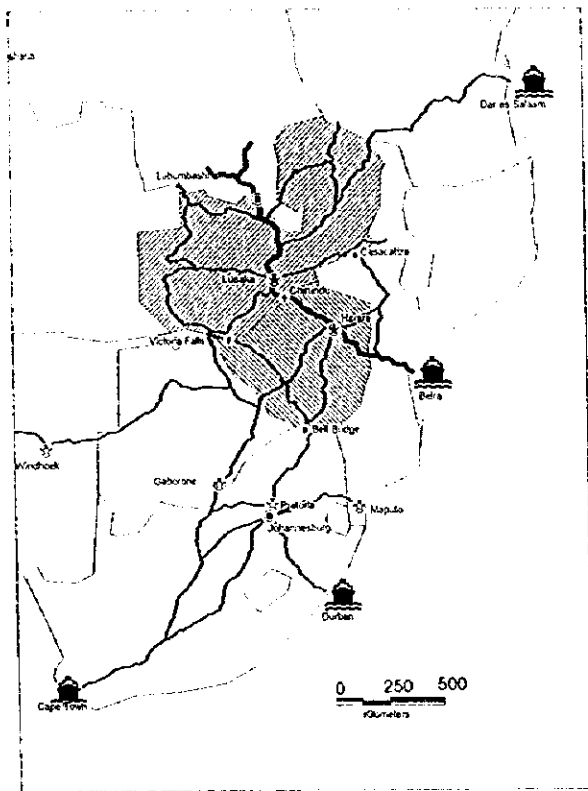 Dar es Salaam
Lubumbashi
Casacatiza
Lusaka
Chirundu
Harare
Victoria Falls
Beira
Beit Bridge
Windhoek
Gaborone
Pretoria
Maputo
Johannesburg
Durban
0 250 500
Kilometers
Cape Town